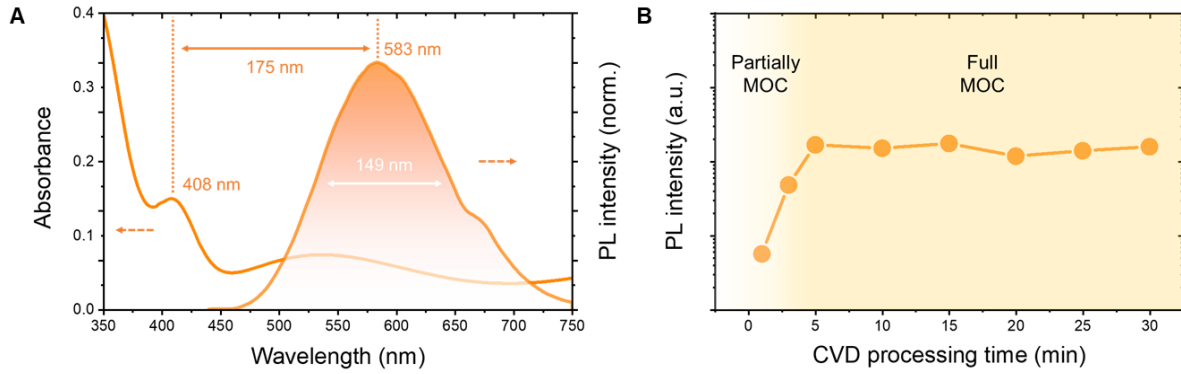 A
Absorbance
0.4
0.3
0.2
0.1
0.0
408 nm
175 nm
583 nm
149 nm
PL intensity (norm.)
350 400 450 500 550 600 650 700 750
Wavelength (nm)
B
PL intensity (a.u.)
Partially
MOC
Full
MOC
0 5 10 15 20 25 30
CVD processing time (min)